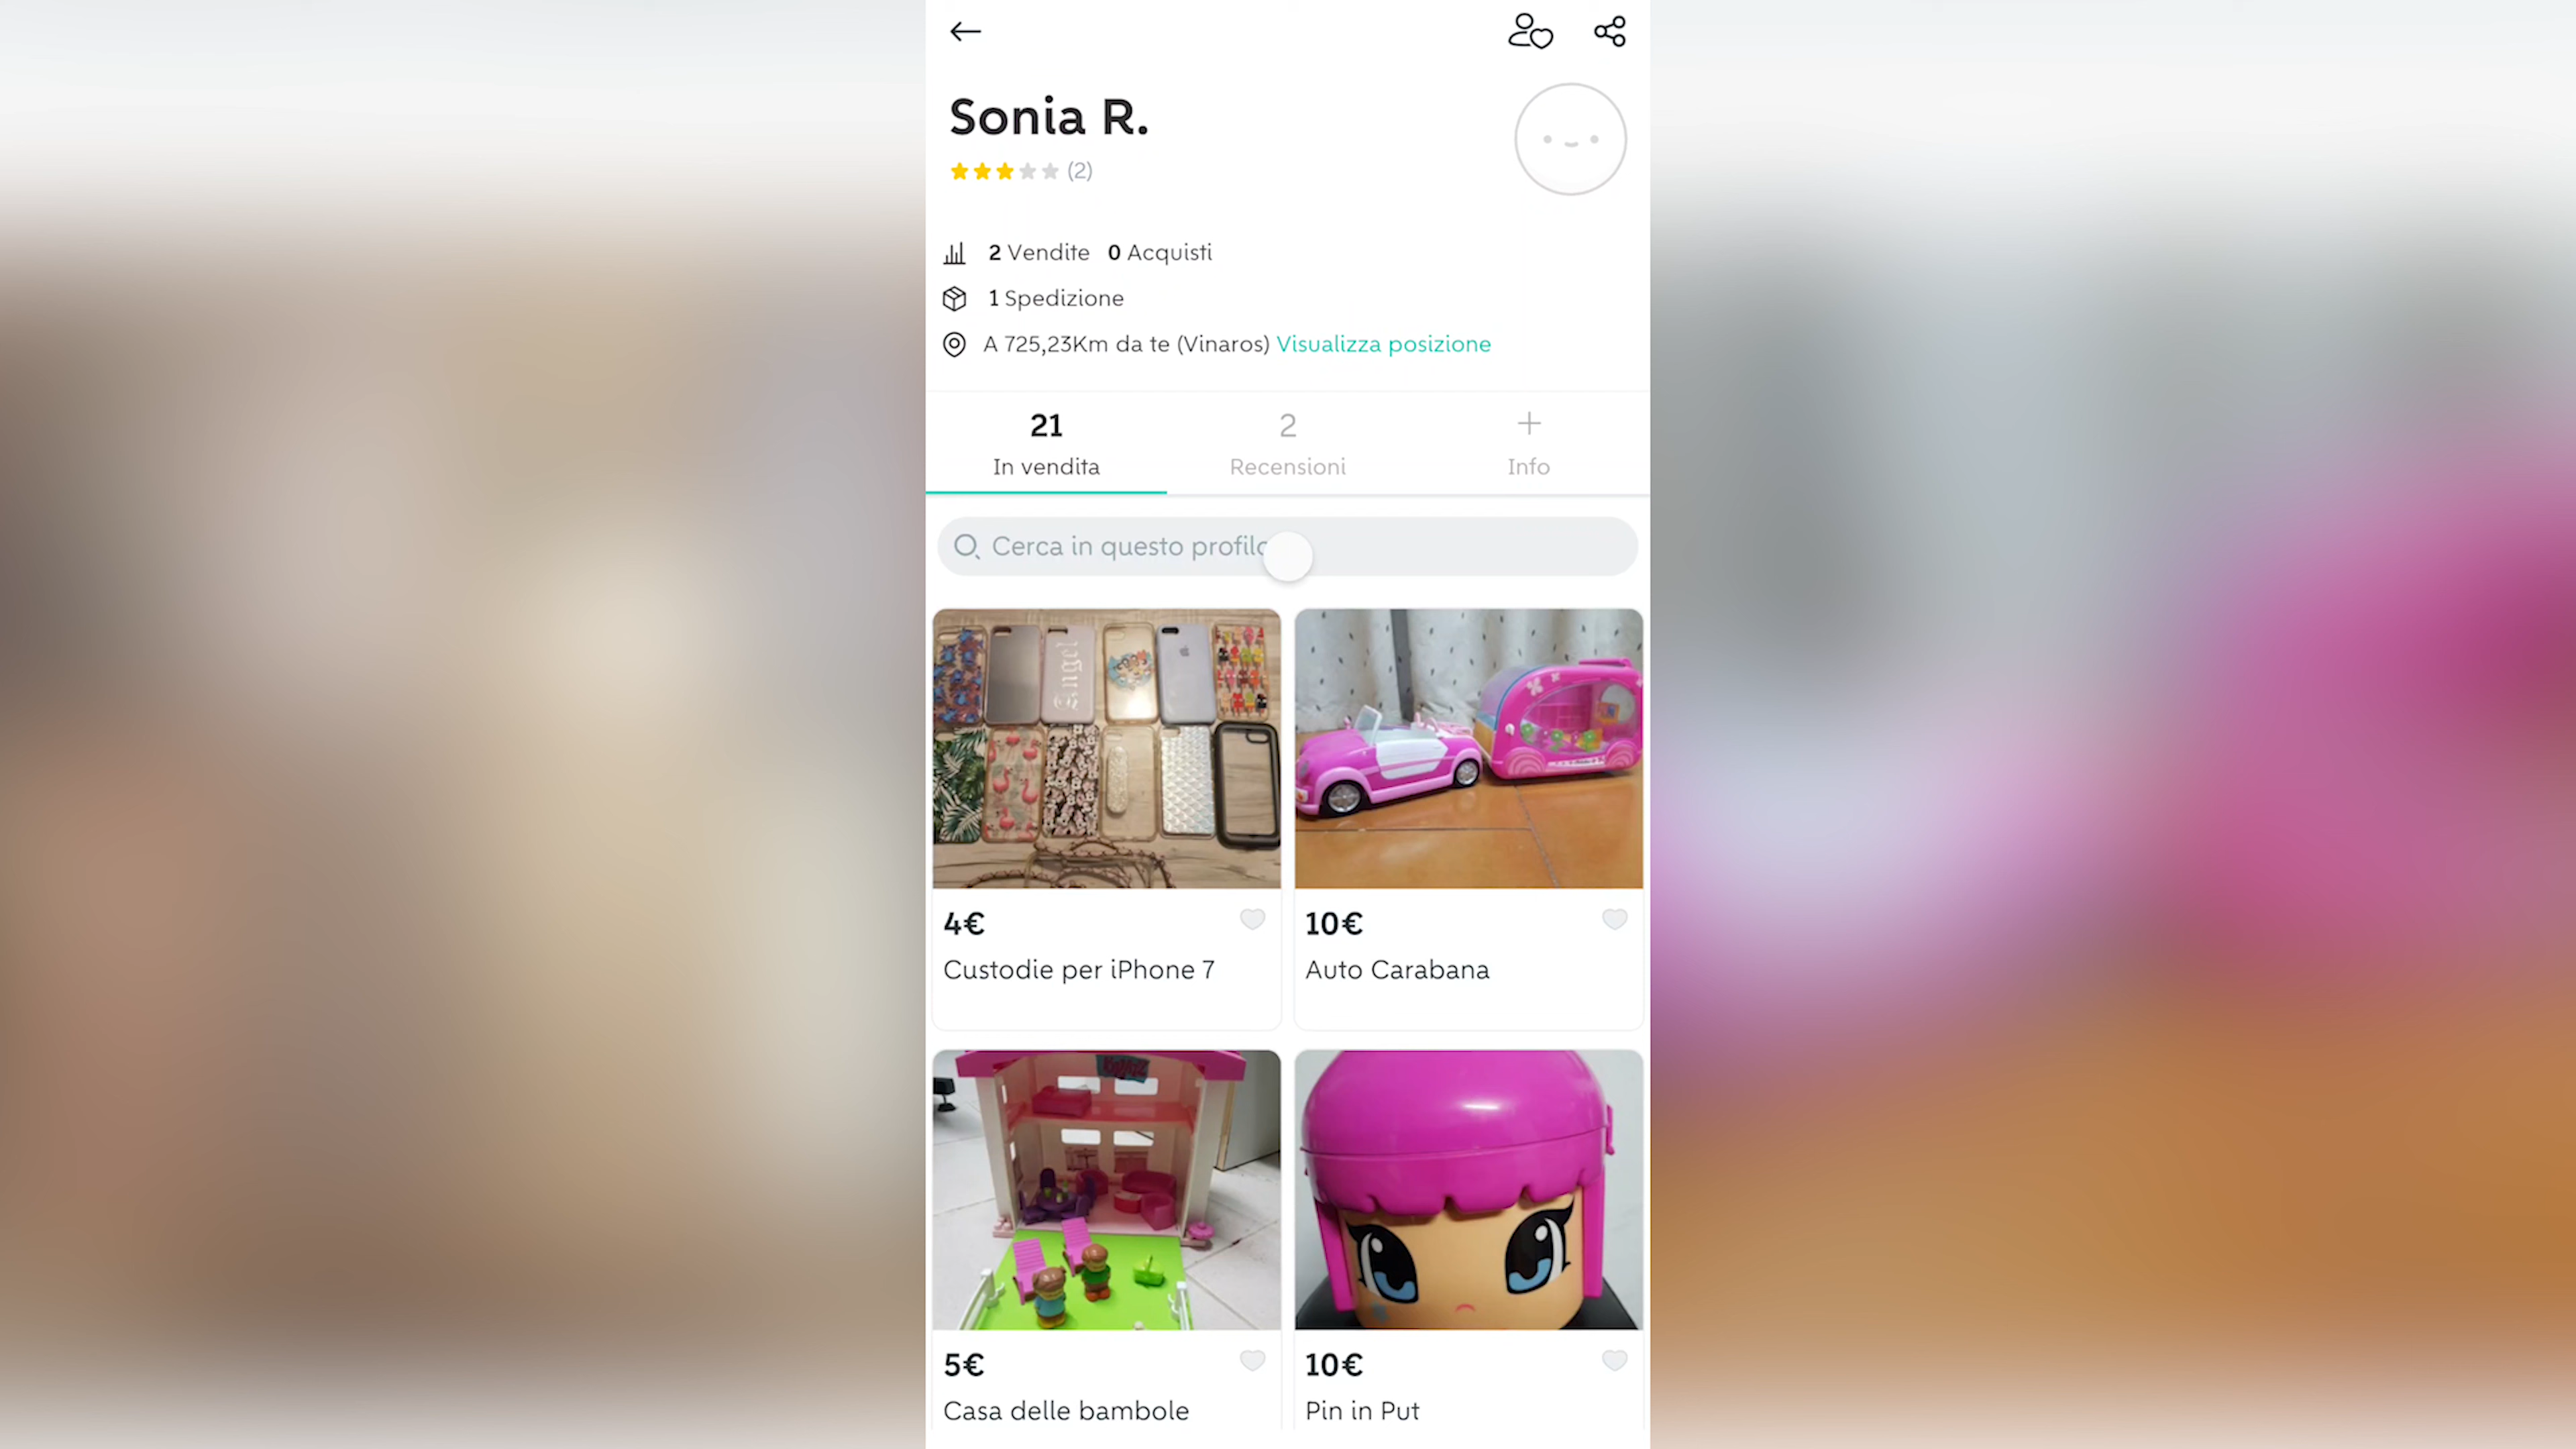 Sonia R.
(2)
2 Vendite 0 Acquisti
1 Spedizione
A 725,23Km da te (Vinaros) Visualizza posizione
21
In vendita
2
Recensioni
+
Info
Cerca in questo profilo
Angel
4€
Custodie per iPhone 7
10€
Auto Carabana
5€
Casa delle bambole
10€
Pin in Put